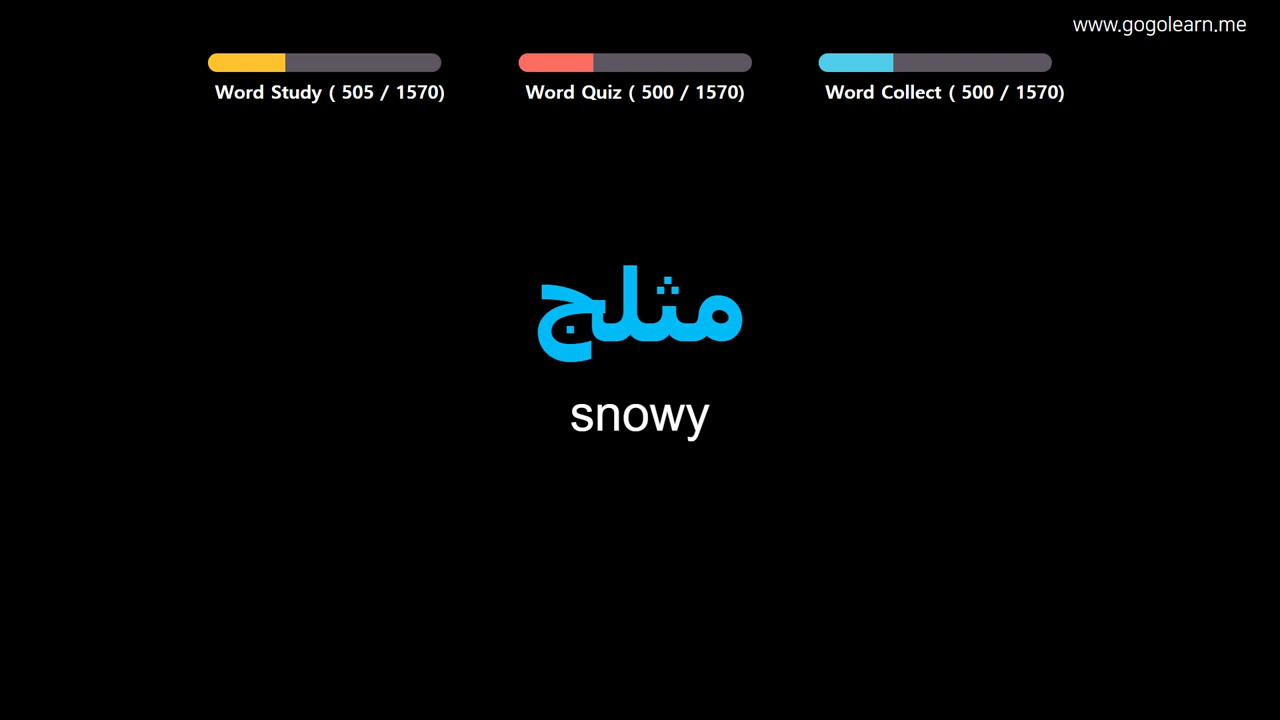 www.gogolearn.me
Word Study ( 505 / 1570)
Word Quiz ( 500 / 1570)
Word Collect ( 500 / 1570)
مثلج
snowy